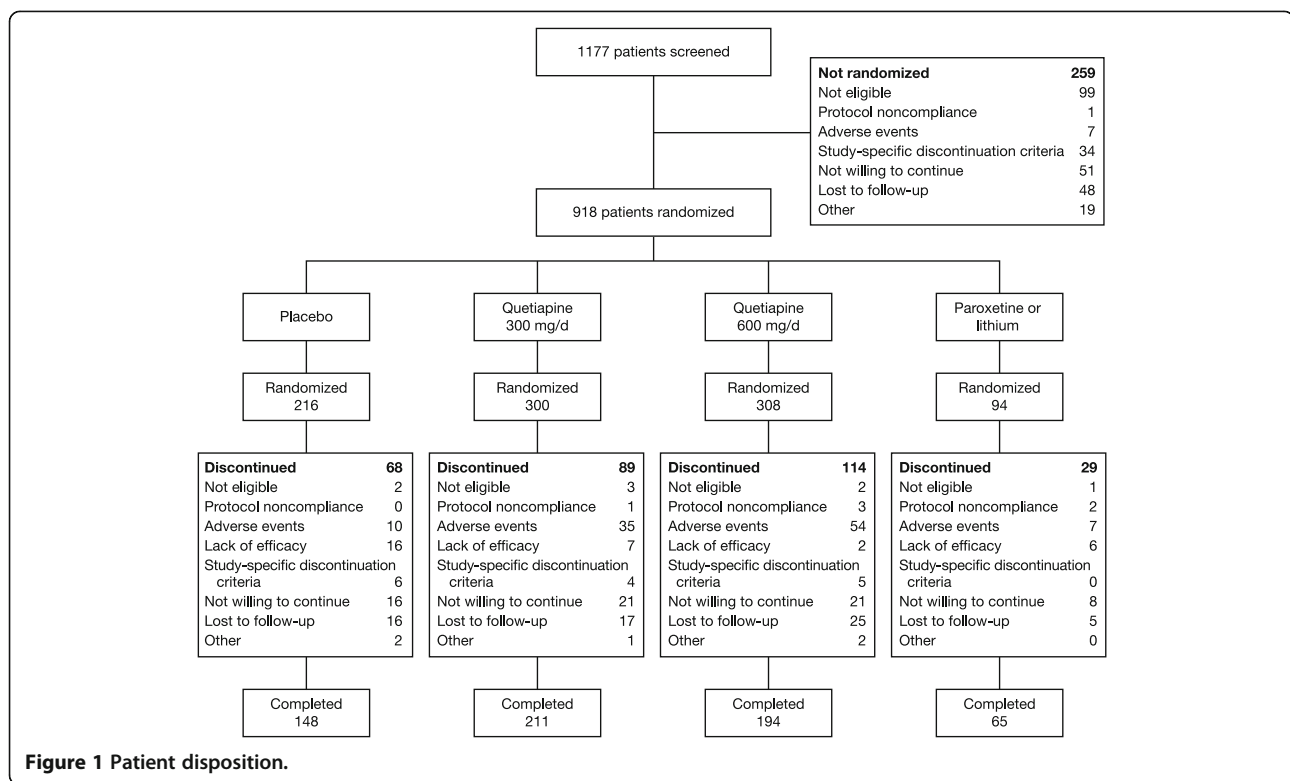 1177 patients screened
Not randomized 259
Not eligible 99
Protocol noncompliance 1
Adverse events 7
Study-specific discontinuation criteria 34
Not willing to continue 51
Lost to follow-up 48
Other 19
918 patients randomized
Placebo
Quetiapine
300 mg/d
Quetiapine
600 mg/d
Paroxetine or
lithium
Randomized
216
Randomized
300
Randomized
308
Randomized
94
Discontinued 68
Not eligible 2
Protocol noncompliance 0
Adverse events 10
Lack of efficacy 16
Study-specific discontinuation
criteria 6
Not willing to continue 16
Lost to follow-up 16
Other 2
Discontinued 89
Not eligible 3
Protocol noncompliance 1
Adverse events 35
Lack of efficacy 7
Study-specific discontinuation
criteria 4
Not willing to continue 21
Lost to follow-up 17
Other 1
Discontinued 114
Not eligible 2
Protocol noncompliance 3
Adverse events 54
Lack of efficacy 2
Study-specific discontinuation
criteria 5
Not willing to continue 21
Lost to follow-up 25
Other 2
Discontinued 29
Not eligible 1
Protocol noncompliance 2
Adverse events 7
Lack of efficacy 6
Study-specific discontinuation
criteria 0
Not willing to continue 8
Lost to follow-up 5
Other 0
Completed
148
Completed
211
Completed
194
Completed
65
Figure 1 Patient disposition.